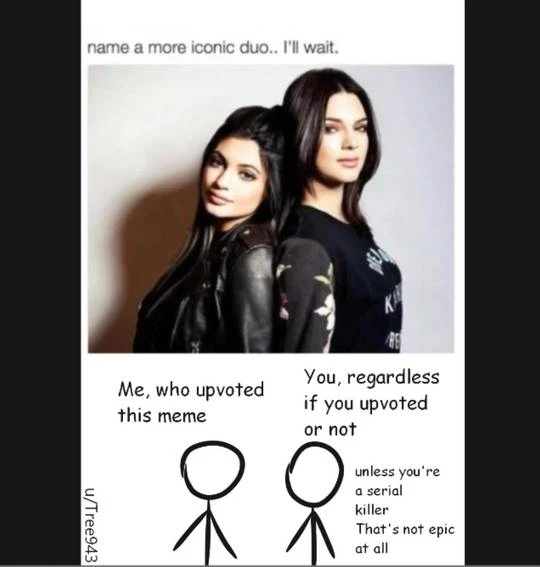 name a more iconic duo.. I'll wait.
Me, who upvoted
this meme
You, regardless
if you upvoted
or not
unless you're
a serial
killer
That's not epic
at all
u/Tree943